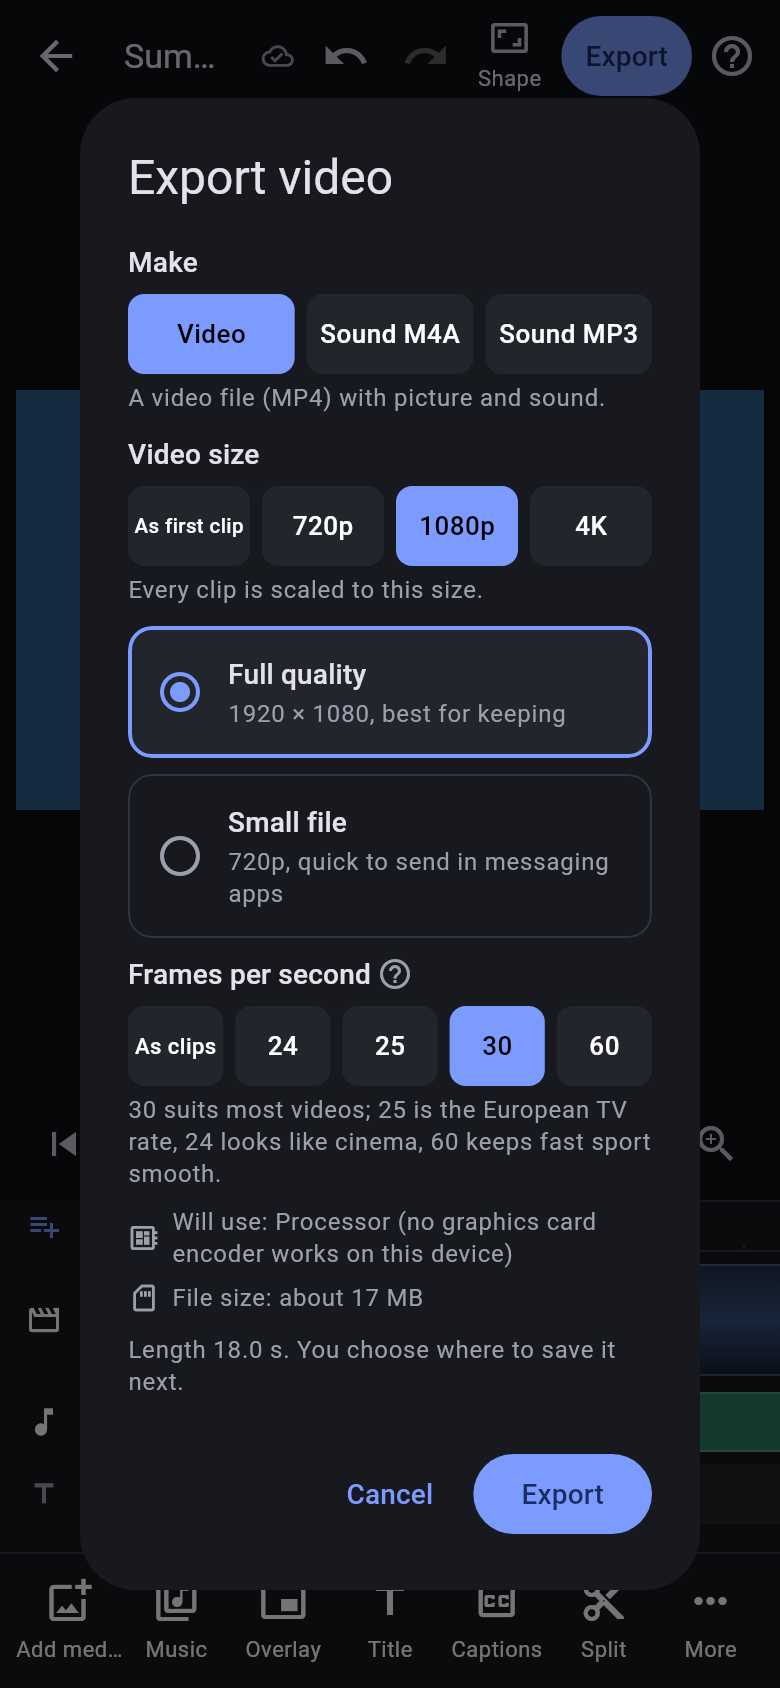 Sum...
Shape
Export
Export video
Make
Video
Sound M4A
Sound MP3
A video file (MP4) with picture and sound.
Video size
As first clip
720p
1080p
4K
Every clip is scaled to this size.
Full quality
1920 × 1080, best for keeping
Small file
720p, quick to send in messaging
apps
Frames per second
As clips
24
25
30
60
30 suits most videos; 25 is the European TV
rate, 24 looks like cinema, 60 keeps fast sport
smooth.
Will use: Processor (no graphics card
encoder works on this device)
File size: about 17 MB
Length 18.0 s. You choose where to save it
next.
Cancel
Export
Add med...
Music
Overlay
Title
Captions
Split
More